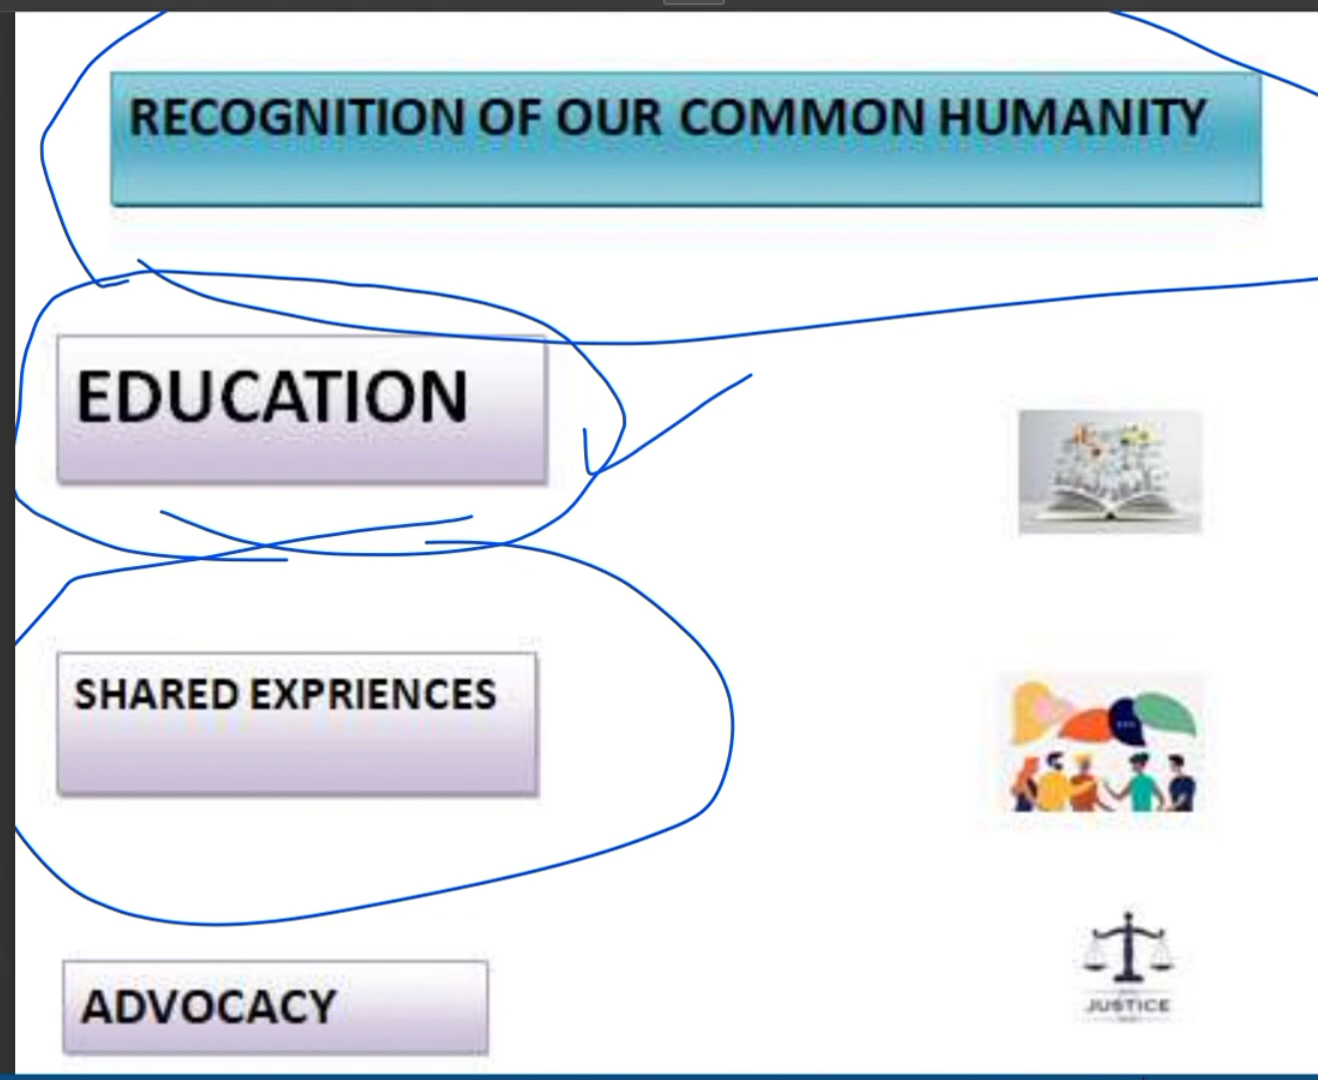 RECOGNITION OF OUR COMMON HUMANITY
EDUCATION
SHARED EXPRIENCES
ADVOCACY
JUSTICE